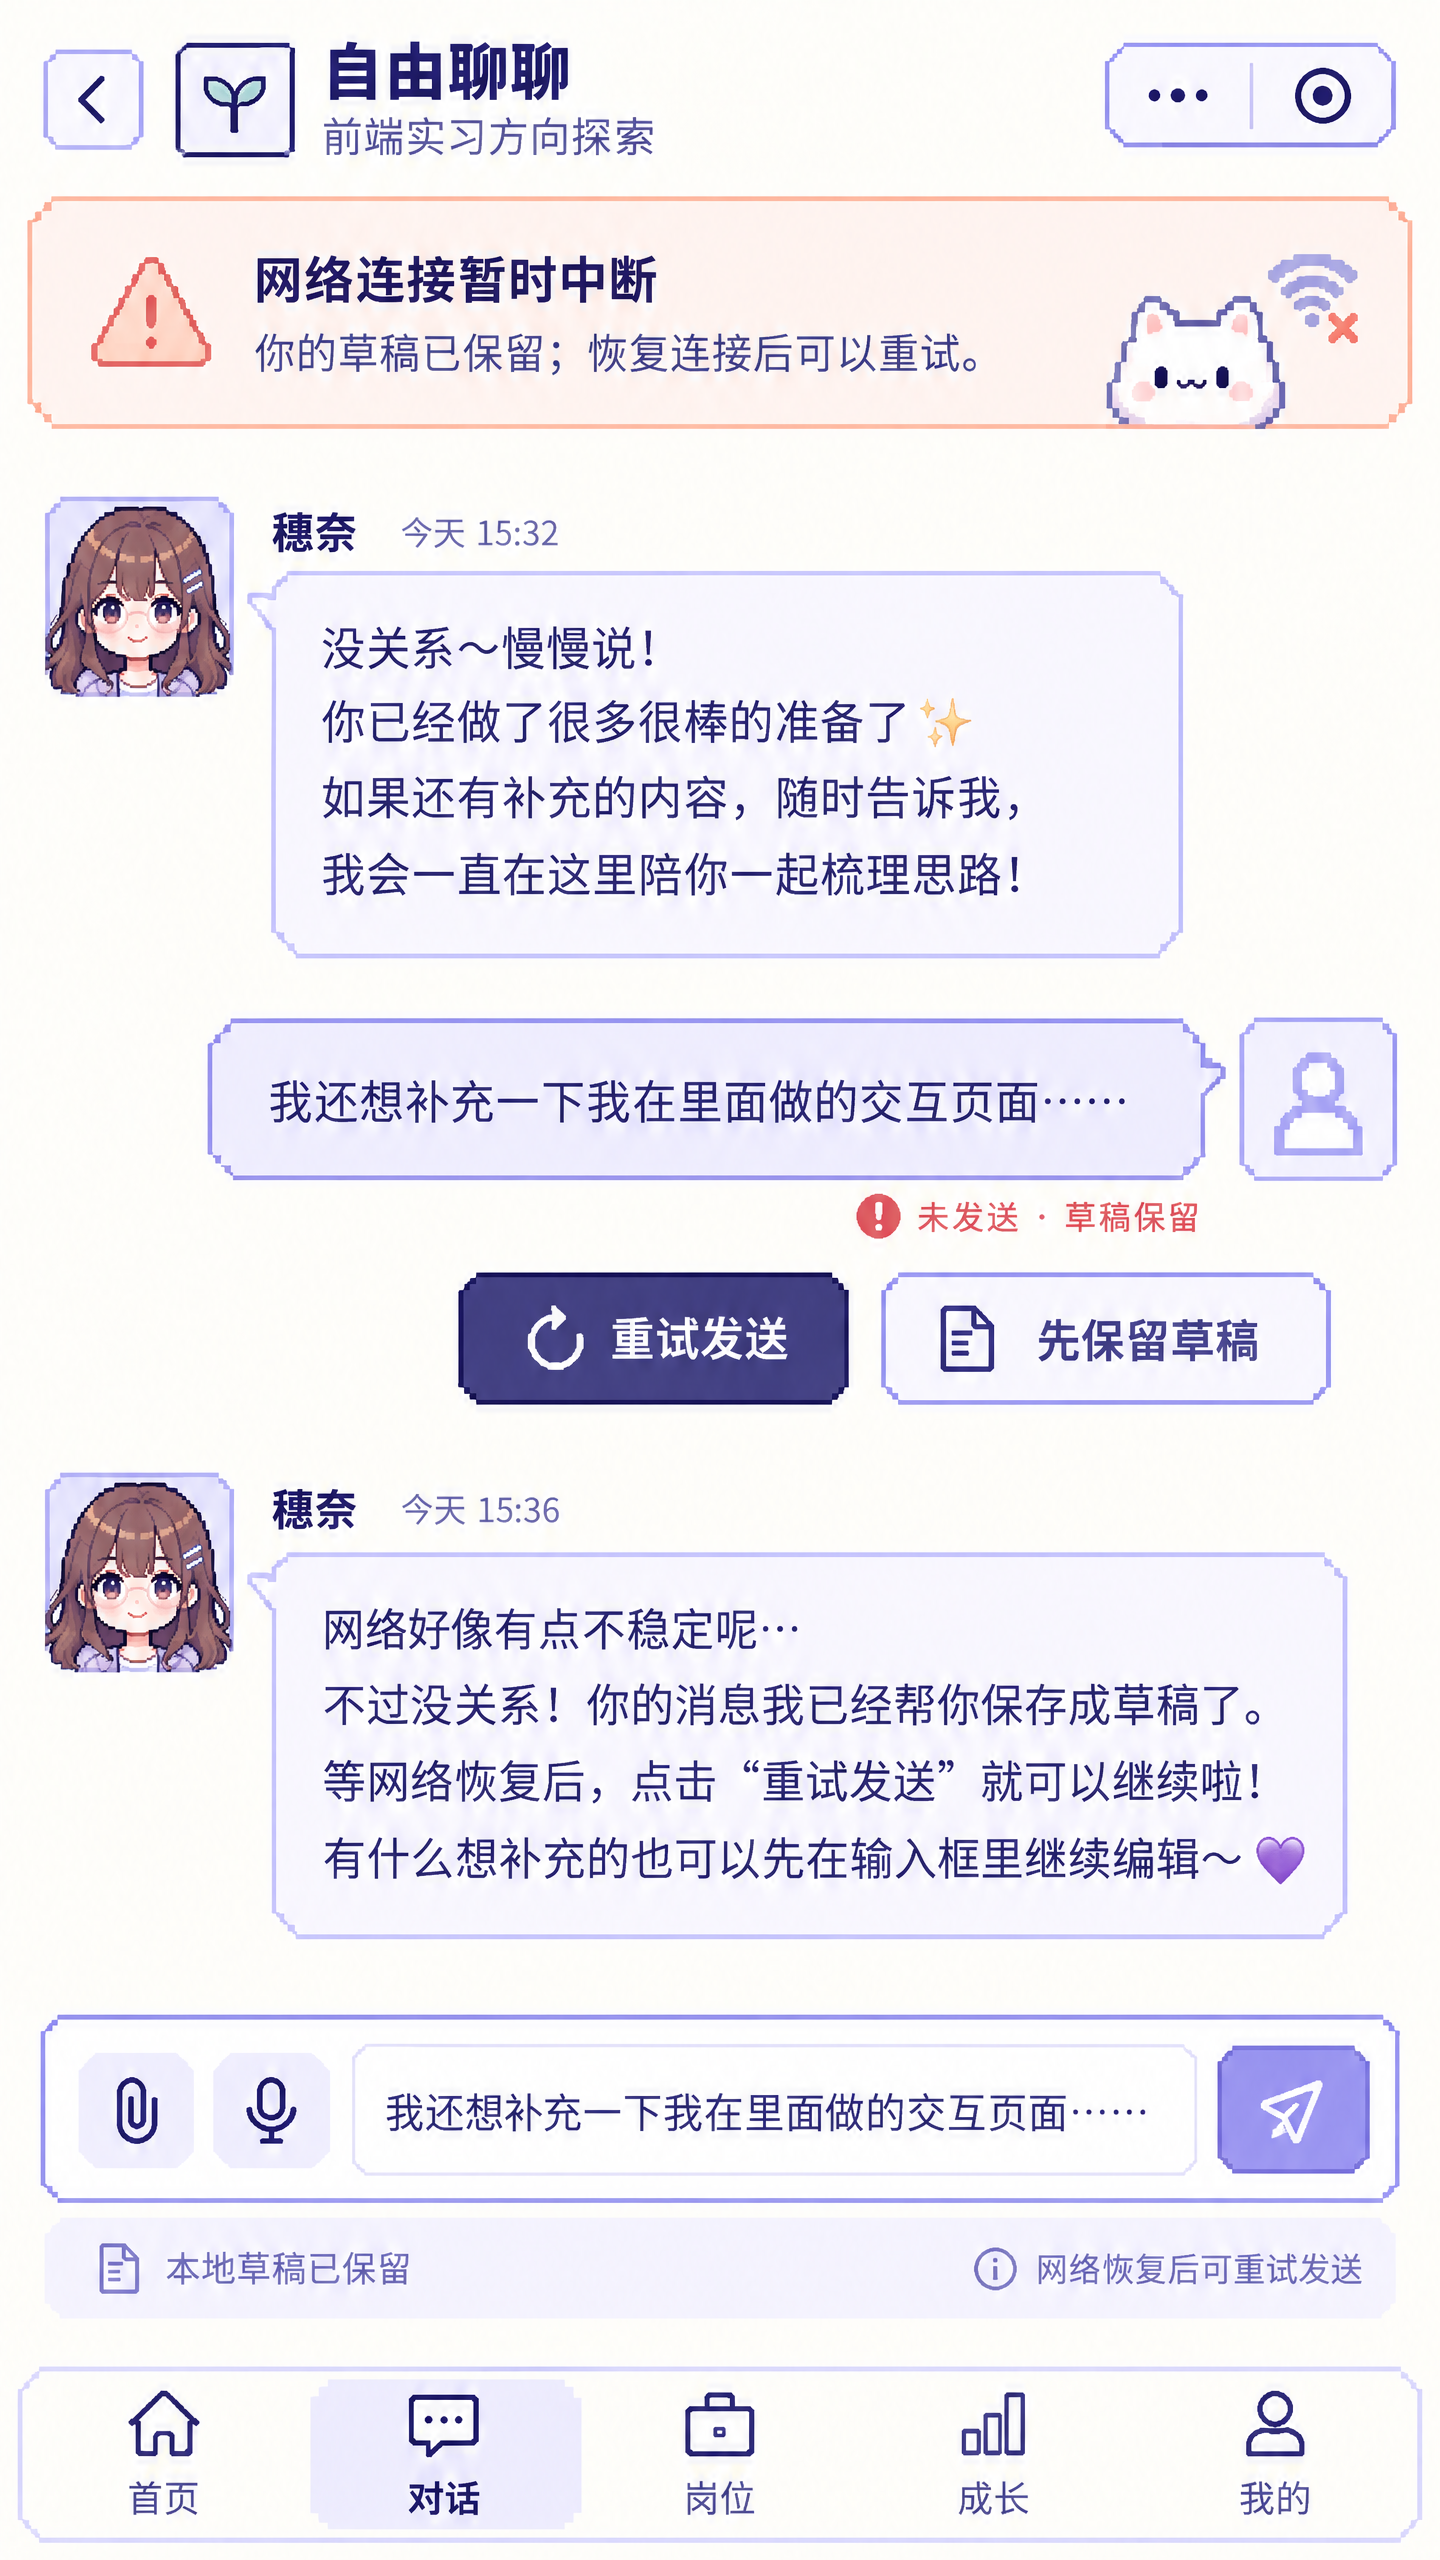 自由聊聊
前端实习方向探索
网络连接暂时中断
你的草稿已保留；恢复连接后可以重试。
穗奈 今天 15:32
没关系～慢慢说！
你已经做了很多很棒的准备了✨
如果还有补充的内容，随时告诉我，
我会一直在这里陪你一起梳理思路！
我还想补充一下我在里面做的交互页面……
未发送 · 草稿保留
重试发送 先保留草稿
穗奈 今天 15:36
网络好像有点不稳定呢…
不过没关系！你的消息我已经帮你保存成草稿了。
等网络恢复后，点击“重试发送”就可以继续啦！
有什么想补充的也可以先在输入框里继续编辑～💜
我还想补充一下我在里面做的交互页面……
本地草稿已保留 网络恢复后可重试发送
首页 对话 岗位 成长 我的